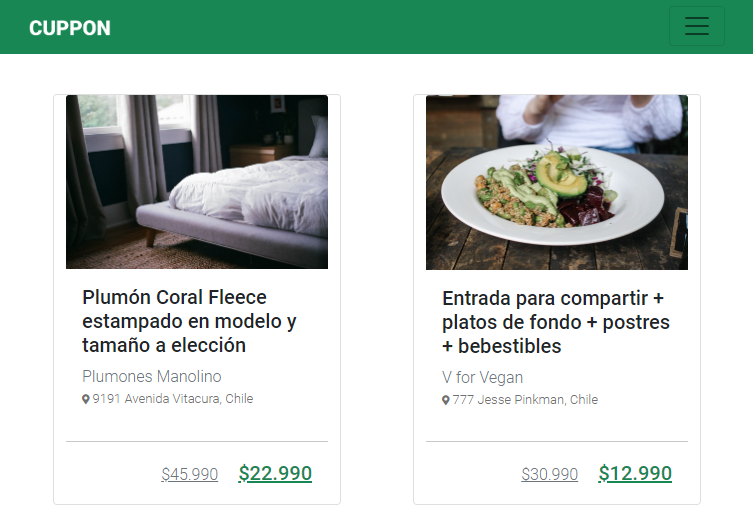 CUPPON
Plumón Coral Fleece
estampado en modelo y
tamaño a elección
Plumones Manolino
9191 Avenida Vitacura, Chile
$45.990 $22.990
Entrada para compartir +
platos de fondo + postres
+ bebestibles
V for Vegan
777 Jesse Pinkman, Chile
$30.990 $12.990